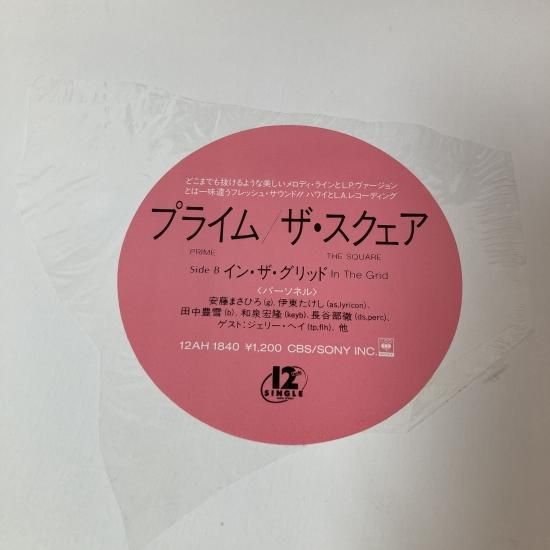 どこまでも抜けるような美しいメロディ・ラインとL.P.ヴァージョン
とは一味違うフレッシュ・サウンド!! ハワイとL.A.レコーディング
プライム/ザ・スクェア
PRIME THE SQUARE
Side B イン・ザ・グリッド In The Grid
〈パーソネル〉
安藤まさひろ(g)、伊東たけし(as,lyricon)、
田中豊雪(b)、和泉宏隆(keyb)、長谷部徹(ds,perc)、
ゲスト:ジェリー・ヘイ(tp,flh)、他
12AH 1840 ¥1,200 CBS/SONY INC.
12
SINGLE